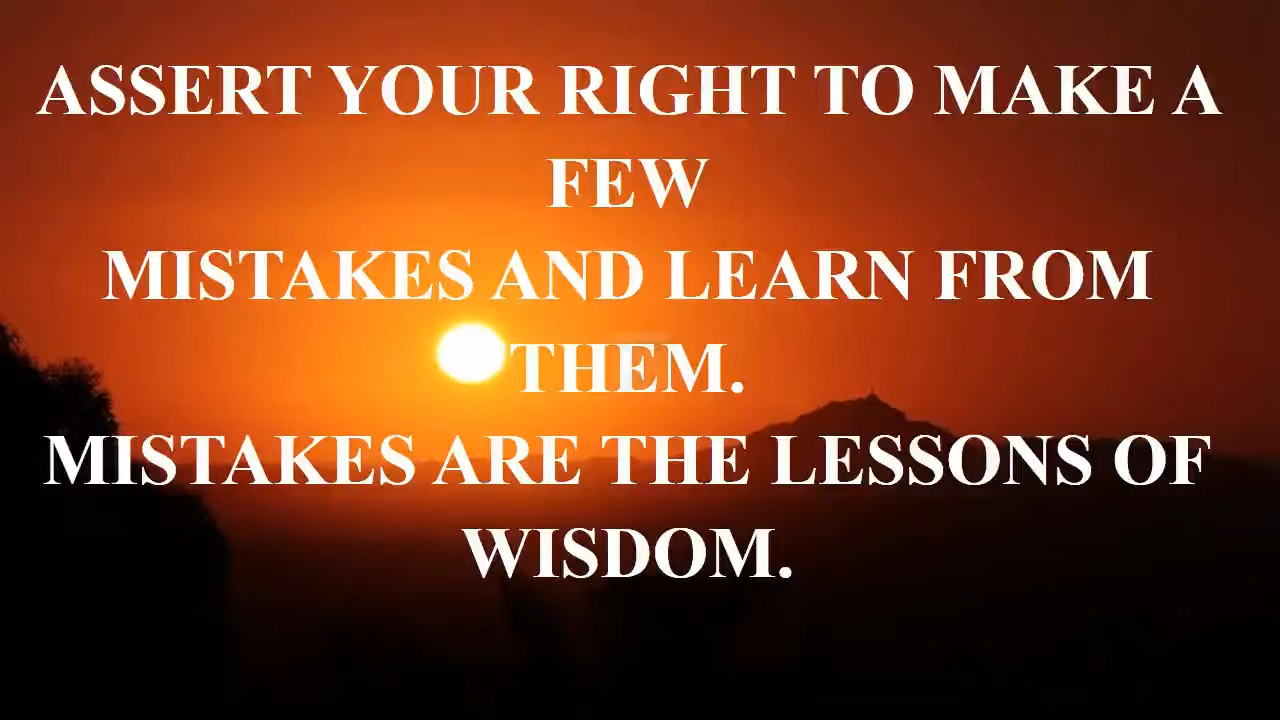 ASSERT YOUR RIGHT TO MAKE A
FEW
MISTAKES AND LEARN FROM
THEM.
MISTAKES ARE THE LESSONS OF
WISDOM.